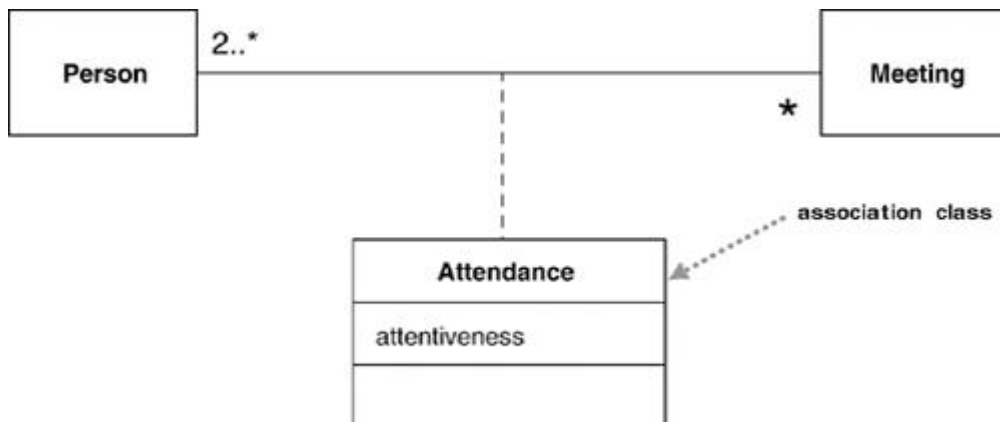 2..*
Person
Meeting
*
association class
Attendance
attentiveness